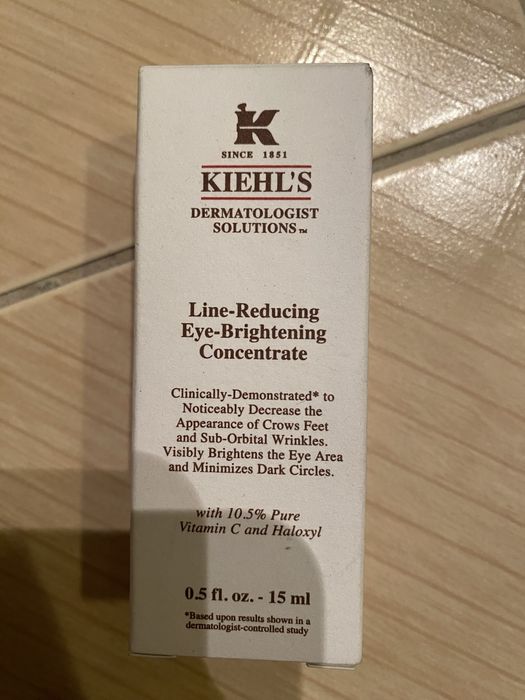 K
SINCE 1851
KIEHL'S
DERMATOLOGIST
SOLUTIONS™
Line-Reducing
Eye-Brightening
Concentrate
Clinically-Demonstrated* to
Noticeably Decrease the
Appearance of Crows Feet
and Sub-Orbital Wrinkles.
Visibly Brightens the Eye Area
and Minimizes Dark Circles.
with 10.5% Pure
Vitamin C and Haloxyl
0.5 fl. oz. - 15 ml
*Based upon results shown in a
dermatologist-controlled study